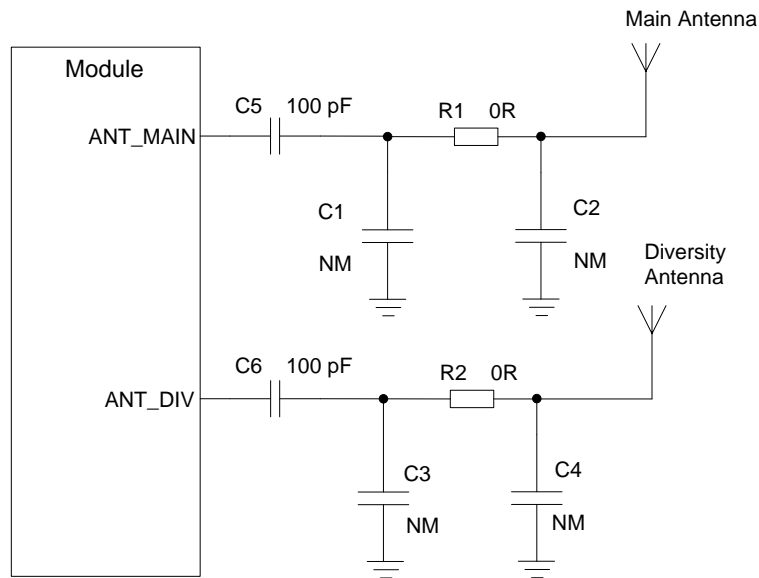 Main Antenna
Module
C5 100 pF
R1 0R
ANT_MAIN
C1
C2
NM
NM
Diversity
Antenna
C6 100 pF
R2 0R
ANT_DIV
C3
C4
NM
NM